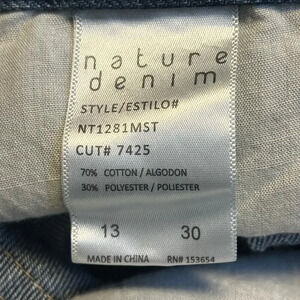 nature
denim
STYLE/ESTILO#
NT1281MST
CUT# 7425
70% COTTON / ALGODON
30% POLYESTER / POLIESTER
13 30
MADE IN CHINA RN# 153654